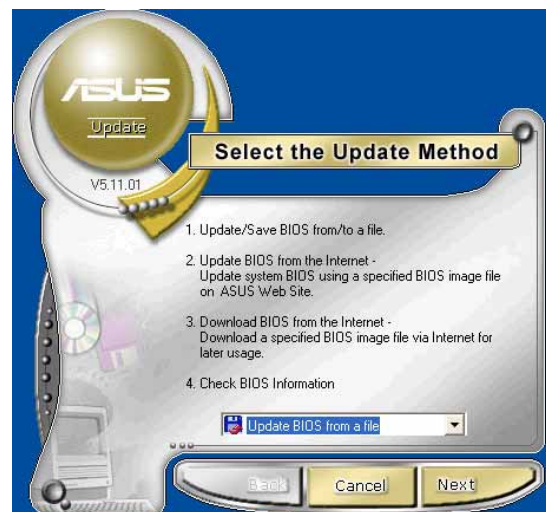 ASUS
Update
V5.11.01
Select the Update Method
1. Update/Save BIOS from/to a file.
2. Update BIOS from the Internet -
Update system BIOS using a specified BIOS image file
on ASUS Web Site.
3. Download BIOS from the Internet -
Download a specified BIOS image file via Internet for
later usage.
4. Check BIOS Information
Update BIOS from a file
Back
Cancel
Next